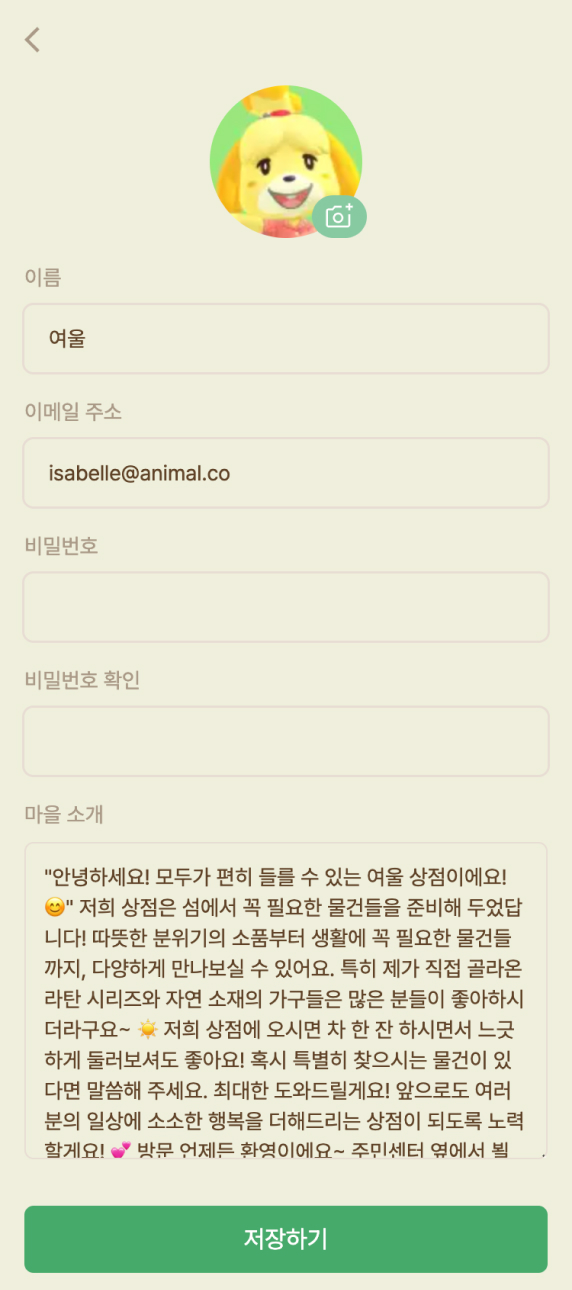 이름
여울
이메일 주소
isabelle@animal.co
비밀번호
비밀번호 확인
마을 소개
"안녕하세요! 모두가 편히 들를 수 있는 여울 상점이에요!
😊" 저희 상점은 섬에서 꼭 필요한 물건들을 준비해 두었답
니다! 따뜻한 분위기의 소품부터 생활에 꼭 필요한 물건들
까지, 다양하게 만나보실 수 있어요. 특히 제가 직접 골라온
라탄 시리즈와 자연 소재의 가구들은 많은 분들이 좋아하시
더라구요~ ☀️ 저희 상점에 오시면 차 한 잔 하시면서 느긋
하게 둘러보셔도 좋아요! 혹시 특별히 찾으시는 물건이 있
다면 말씀해 주세요. 최대한 도와드릴게요! 앞으로도 여러
분의 일상에 소소한 행복을 더해드리는 상점이 되도록 노력
할게요! 💕 방문 언제든 환영이에요~ 주민센터 옆에서 뵐
저장하기